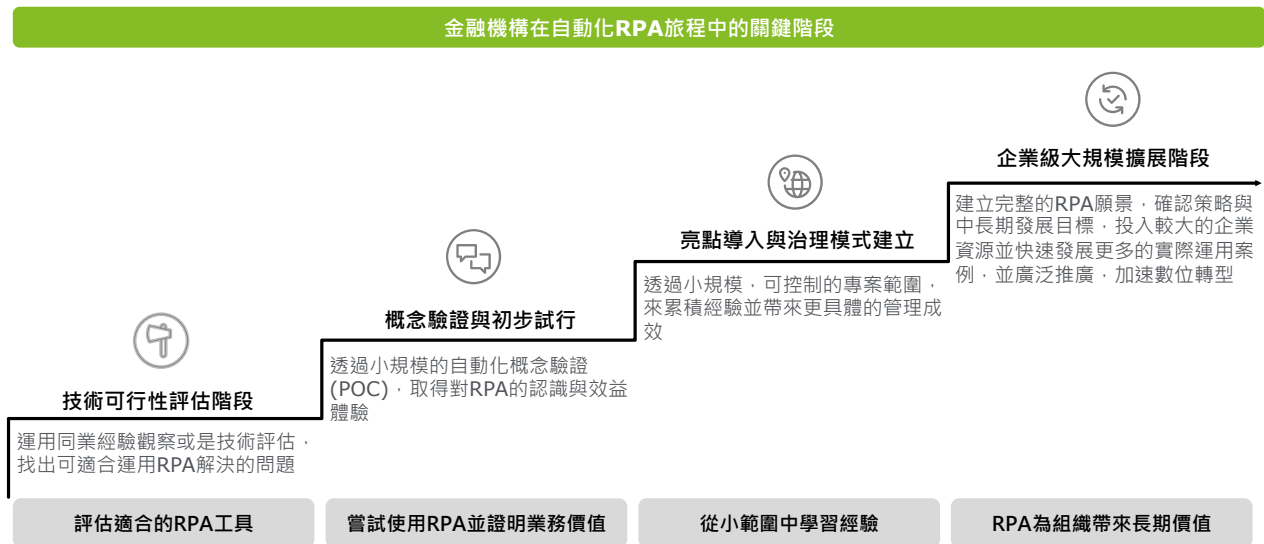 金融機構在自動化RPA旅程中的關鍵階段
企業級大規模擴展階段
建立完整的RPA願景，確認策略與
中長期發展目標，投入較大的企業
資源並快速發展更多的實際運用案
例，並廣泛推廣，加速數位轉型
亮點導入與治理模式建立
透過小規模，可控制的專案範圍，
來累積經驗並帶來更具體的管理成
效
概念驗證與初步試行
透過小規模的自動化概念驗證
(POC)，取得對RPA的認識與效益
體驗
技術可行性評估階段
運用同業經驗觀察或是技術評估，
找出可適合運用RPA解決的問題
評估適合的RPA工具
嘗試使用RPA並證明業務價值
從小範圍中學習經驗
RPA為組織帶來長期價值